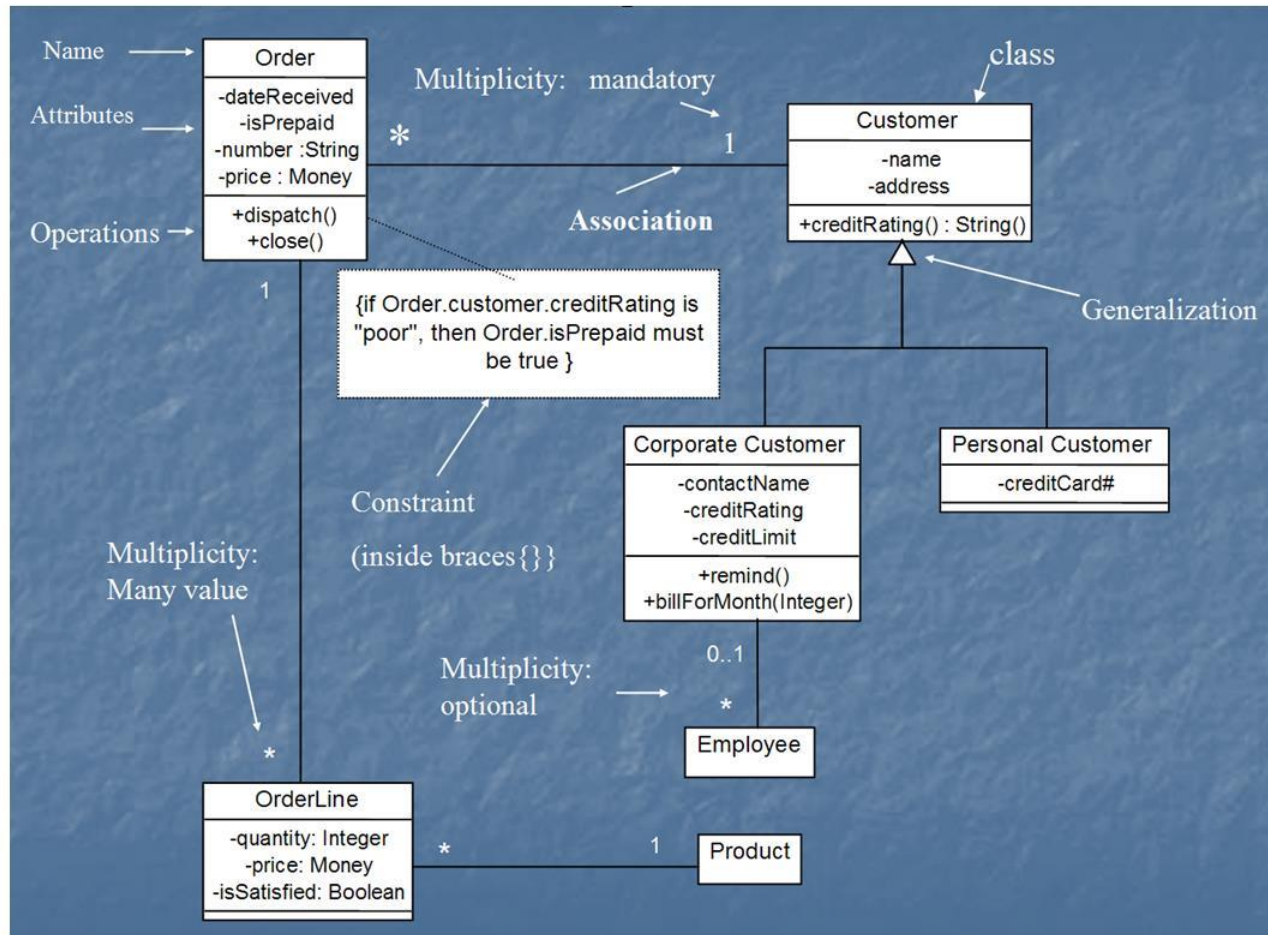 Name
Order
class
Multiplicity: mandatory
-dateReceived
-isPrepaid
-number :String
-price : Money
Attributes
*
1
Customer
-name
-address
+creditRating() : String()
Operations
+dispatch()
+close()
Association
1
{if Order.customer.creditRating is
"poor", then Order.isPrepaid must
be true }
Generalization
Corporate Customer
-contactName
-creditRating
-creditLimit
+remind()
+billForMonth(Integer)
Personal Customer
-creditCard#
Constraint
(inside braces{}}
Multiplicity:
Many value
0..1
Multiplicity:
optional
*
Employee
*
OrderLine
-quantity: Integer
-price: Money
-isSatisfied: Boolean
*
1
Product